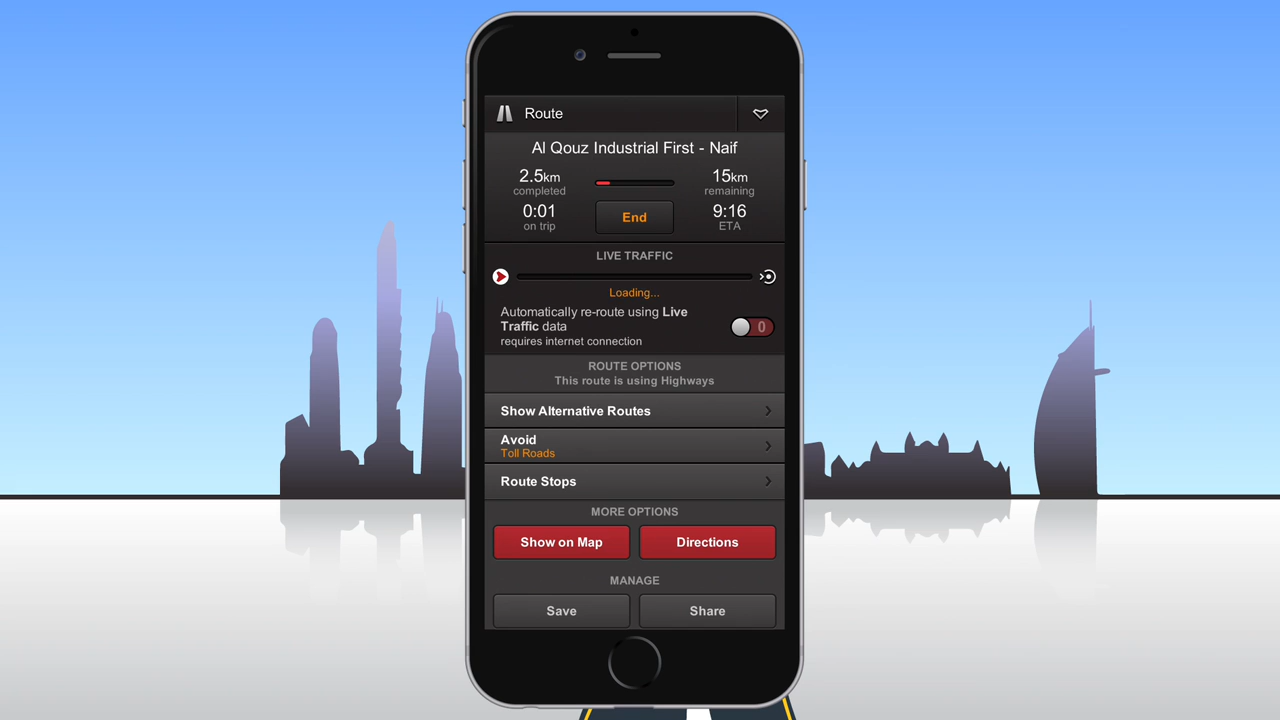 Route
Al Qouz Industrial First - Naif
2.5km
completed
15km
remaining
0:01
on trip
End
9:16
ETA
LIVE TRAFFIC
Loading...
Automatically re-route using Live
Traffic data
requires internet connection
0
ROUTE OPTIONS
This route is using Highways
Show Alternative Routes
Avoid
Toll Roads
Route Stops
MORE OPTIONS
Show on Map
Directions
MANAGE
Save
Share